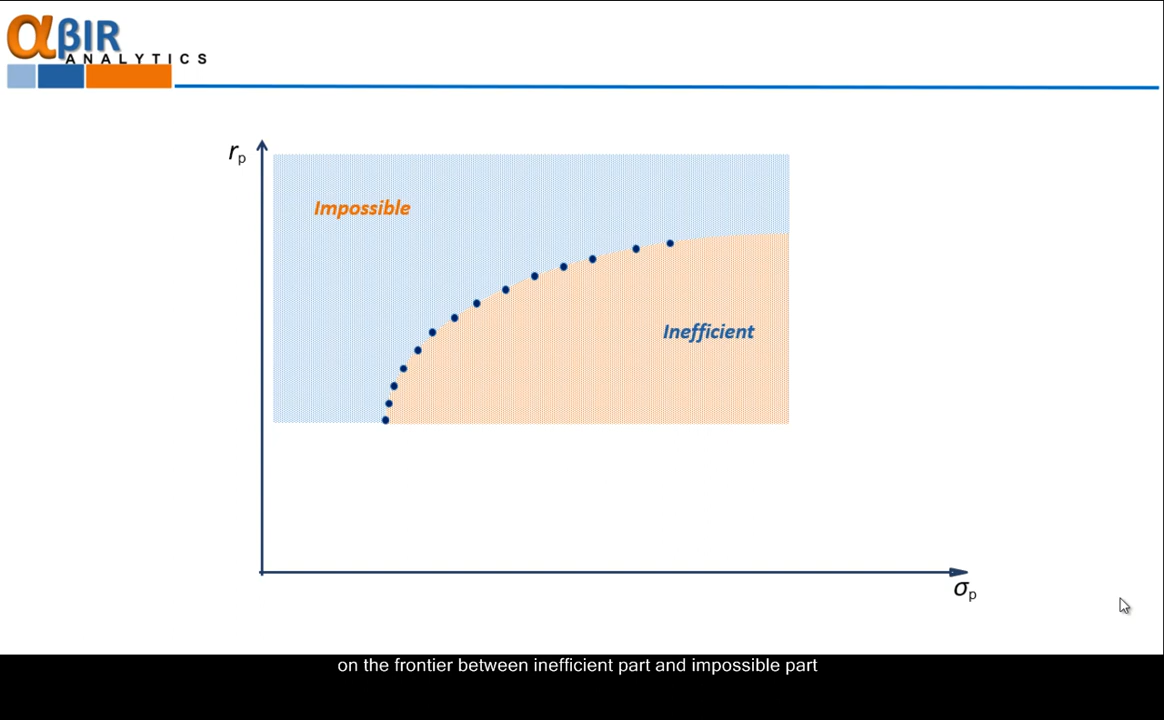 αβIR
ANALYTICS
rp
Impossible
Inefficient
σp
on the frontier between inefficient part and impossible part